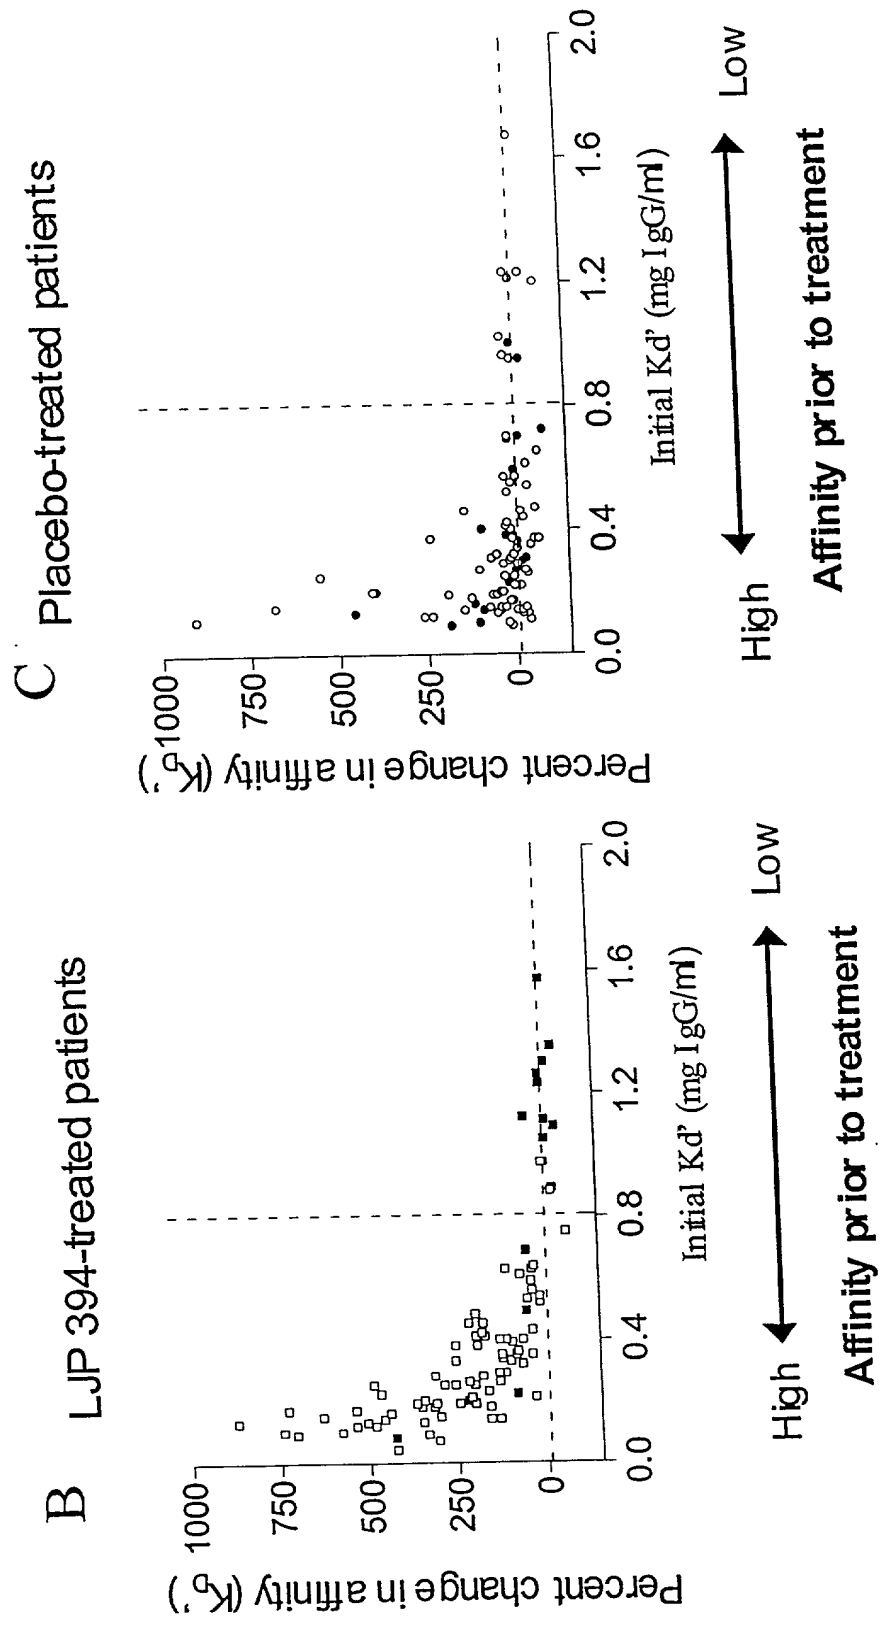 B LJP 394-treated patients
Percent change in affinity (KD')
1000
750
500
250
0
0.0 0.4 0.8 1.2 1.6 2.0
Initial Kd' (mg IgG/ml)
High Low
Affinity prior to treatment
C Placebo-treated patients
Percent change in affinity (KD')
1000
750
500
250
0
0.0 0.4 0.8 1.2 1.6 2.0
Initial Kd' (mg IgG/ml)
High Low
Affinity prior to treatment